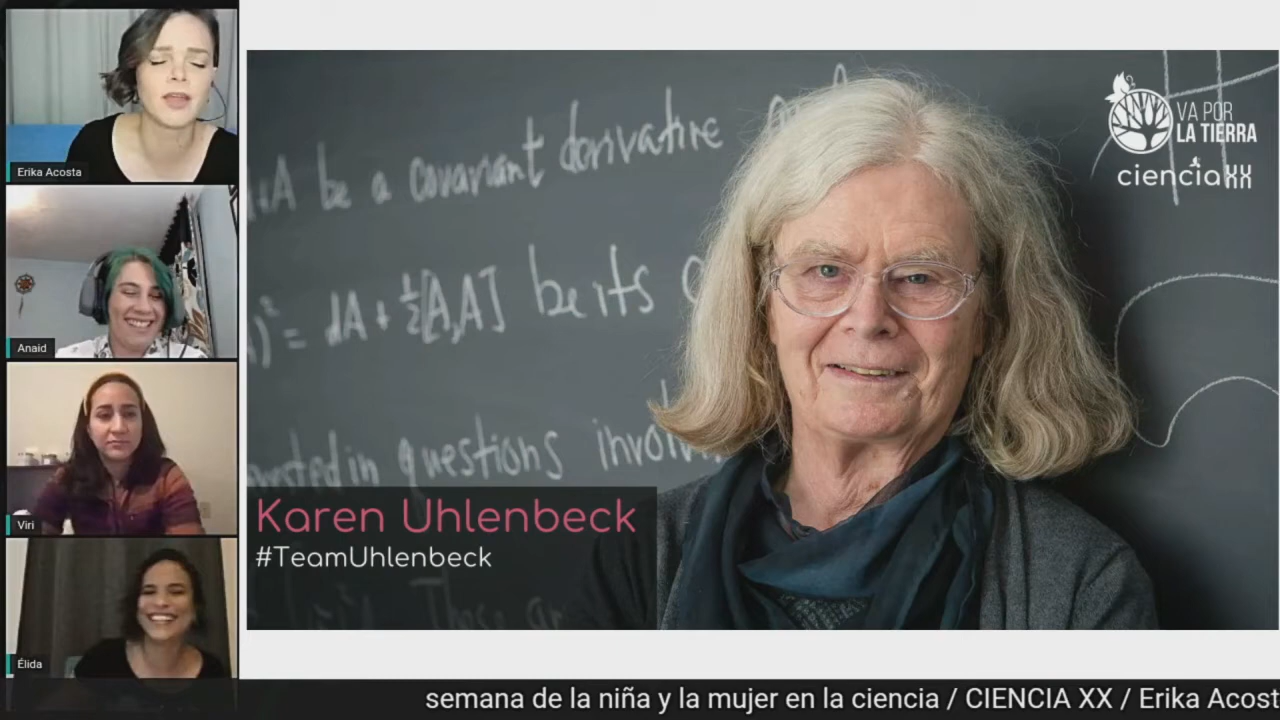 Erika Acosta
Anaid
Viri
Élida
VA POR
LA TIERRA
cienciaXX
be a covariant derivative
= dA + ½[A,A] be its
in questions
Karen Uhlenbeck
#TeamUhlenbeck
semana de la niña y la mujer en la ciencia / CIENCIA XX / Erika Acost